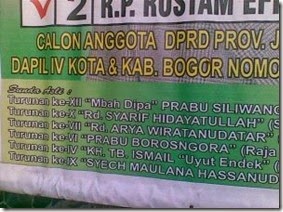 2 R.P. RUSTAM EF
CALON ANGGOTA DPRD PROV. J
DAPIL IV KOTA & KAB. BOGOR NOMO
Sunda Asli :
Turunan ke-XII "Mbah Dipa" PRABU SILIWANG
Turunan ke-X "Rd. SYARIF HIDAYATULLAH" (S
Turunan ke-VII "Rd. ARYA WIRATANUDATAR"
Turunan ke-VI " PRABU BOROSNGORA" (Raja
Turunan ke-IV " KH. TB. ISMAIL "Uyut Endek" (
Turunan ke-X "SYECH MAULANA HASSANUD